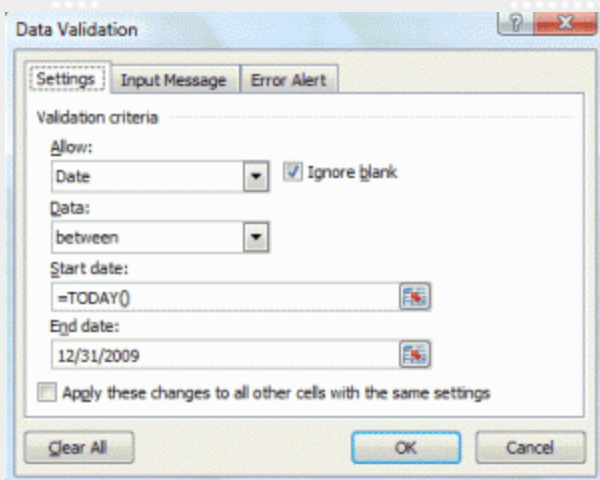 Data Validation
Settings Input Message Error Alert
Validation criteria
Allow:
Date Ignore blank
Data:
between
Start date:
=TODAY()
End date:
12/31/2009
Apply these changes to all other cells with the same settings
Clear All OK Cancel